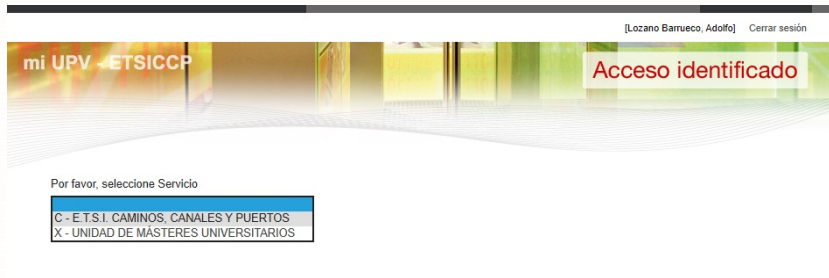 [Lozano Barrueco, Adolfo] Cerrar sesión
mi UPV - ETSICCP
Acceso identificado
Por favor, seleccione Servicio
C - E.T.S.I. CAMINOS, CANALES Y PUERTOS
X - UNIDAD DE MÁSTERES UNIVERSITARIOS